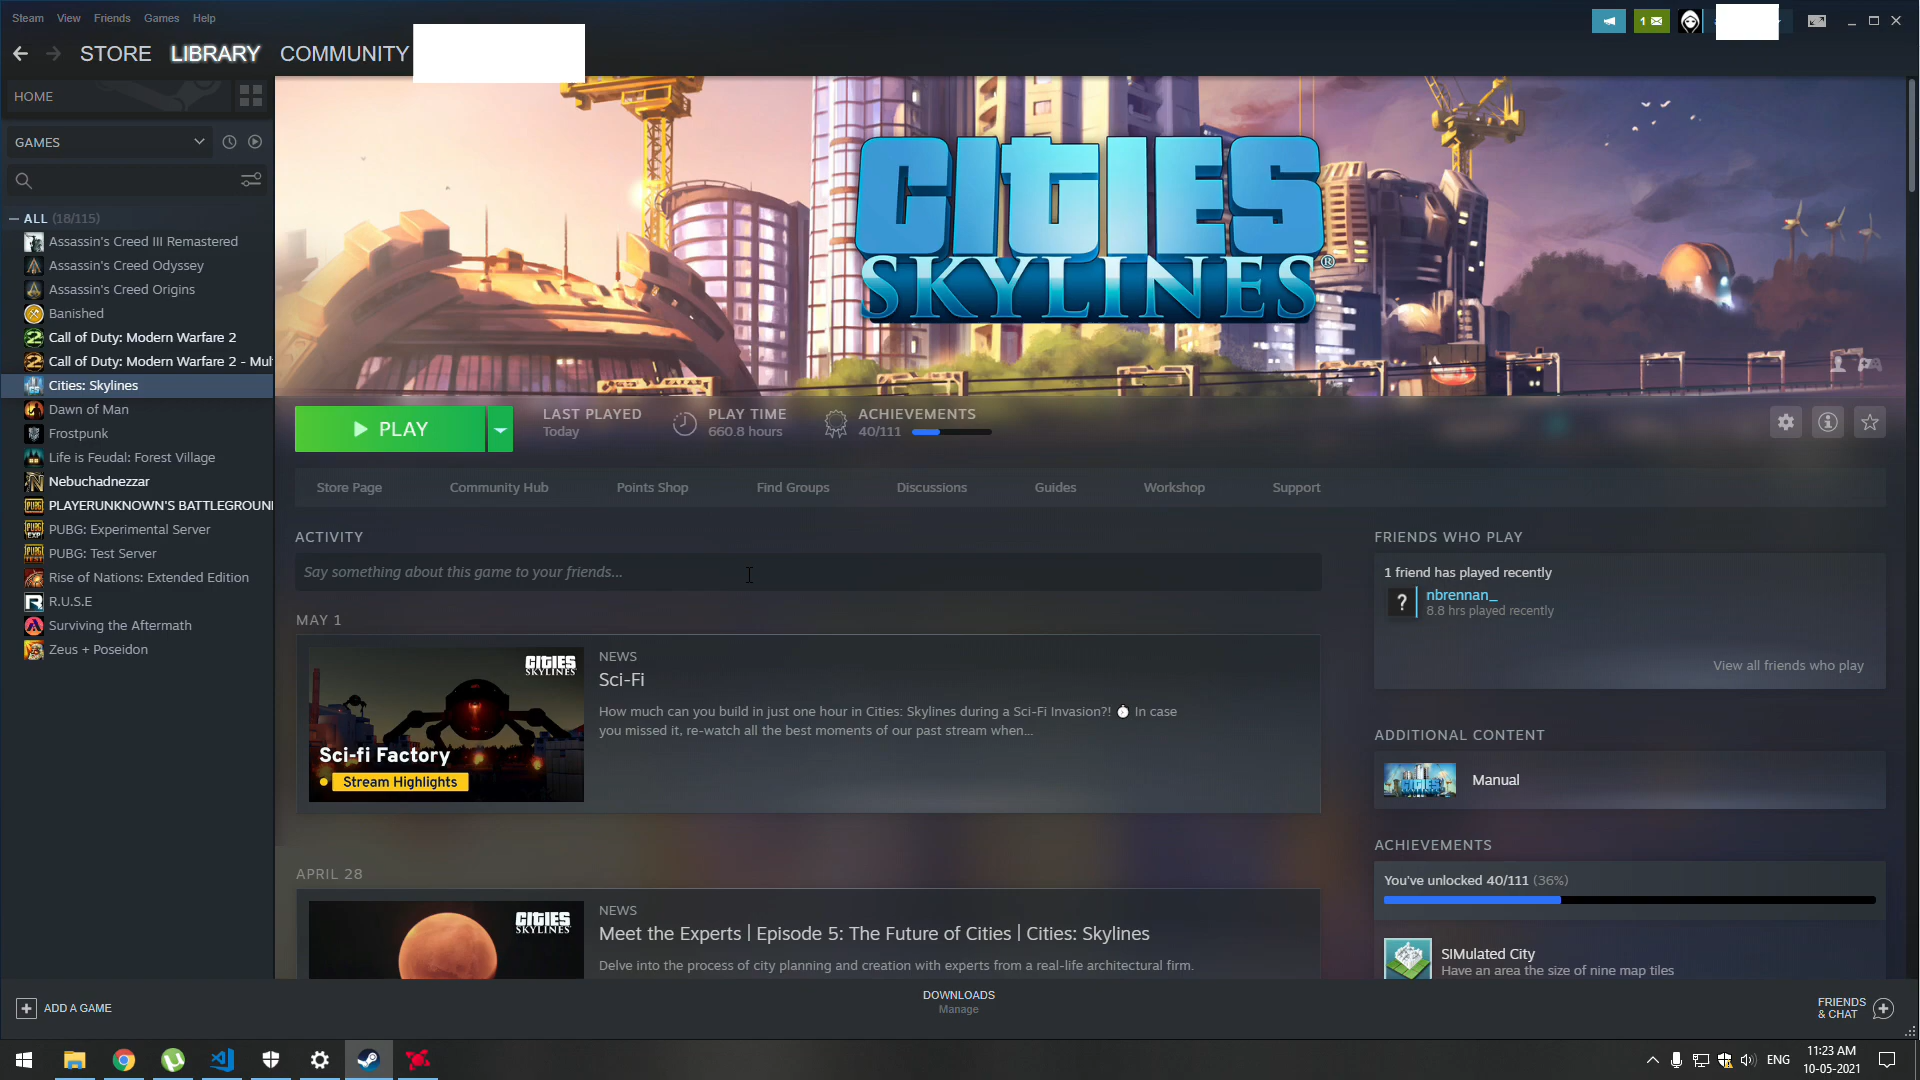 Steam View Friends Games Help
1
STORE LIBRARY COMMUNITY
HOME
GAMES
ALL (18/115)
Assassin's Creed III Remastered
Assassin's Creed Odyssey
Assassin's Creed Origins
Banished
Call of Duty: Modern Warfare 2
Call of Duty: Modern Warfare 2 - Mul
Cities: Skylines
Dawn of Man
Frostpunk
Life is Feudal: Forest Village
Nebuchadnezzar
PLAYERUNKNOWN'S BATTLEGROUN
PUBG: Experimental Server
PUBG: Test Server
Rise of Nations: Extended Edition
R.U.S.E
Surviving the Aftermath
Zeus + Poseidon
CITIES
SKYLINES®
PLAY
LAST PLAYED
Today
PLAY TIME
660.8 hours
ACHIEVEMENTS
40/111
Store Page Community Hub Points Shop Find Groups Discussions Guides Workshop Support
ACTIVITY
Say something about this game to your friends...
MAY 1
CITIES
SKYLINES
Sci-fi Factory
Stream Highlights
NEWS
Sci-Fi
How much can you build in just one hour in Cities: Skylines during a Sci-Fi Invasion?! In case
you missed it, re-watch all the best moments of our past stream when...
APRIL 28
CITIES
SKYLINES
NEWS
Meet the Experts | Episode 5: The Future of Cities | Cities: Skylines
Delve into the process of city planning and creation with experts from a real-life architectural firm.
FRIENDS WHO PLAY
1 friend has played recently
?
nbrennan_
8.8 hrs played recently
View all friends who play
ADDITIONAL CONTENT
CITIES
Manual
ACHIEVEMENTS
You've unlocked 40/111 (36%)
SIMulated City
Have an area the size of nine map tiles
ADD A GAME
DOWNLOADS
Manage
FRIENDS
& CHAT
ENG
11:23 AM
10-05-2021